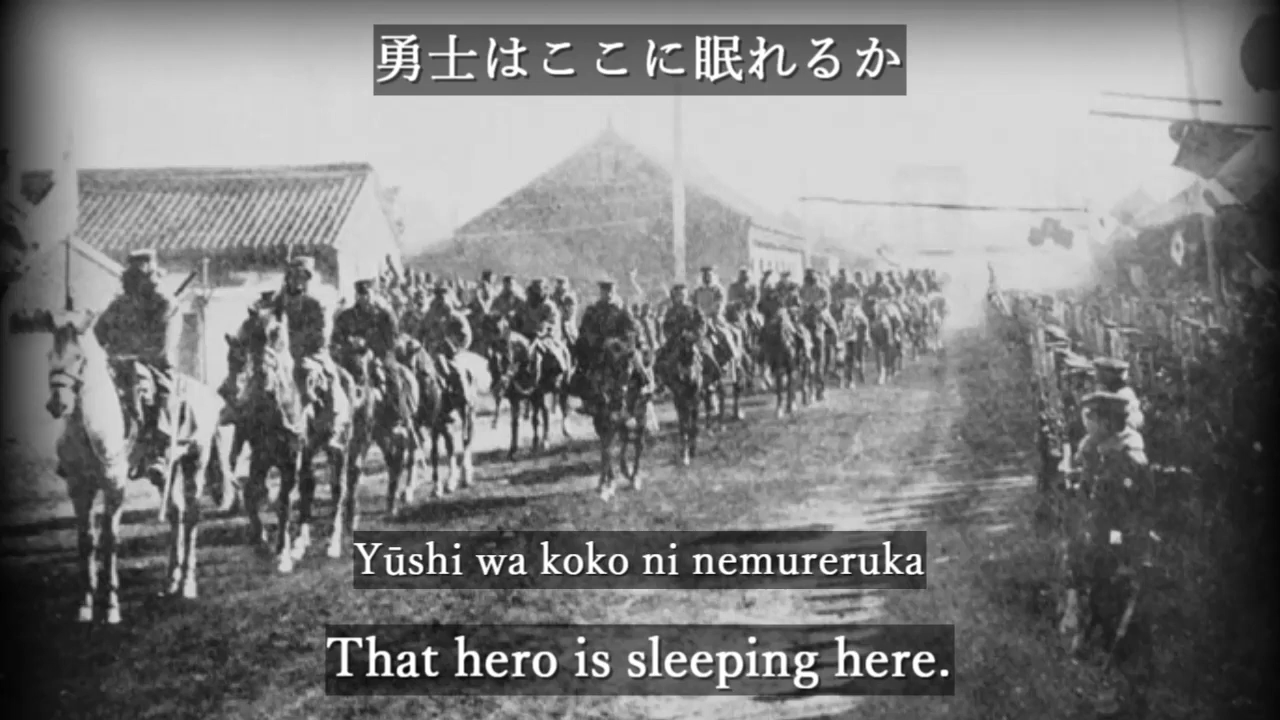 勇士はここに眠れるか
Yūshi wa koko ni nemureruka
That hero is sleeping here.